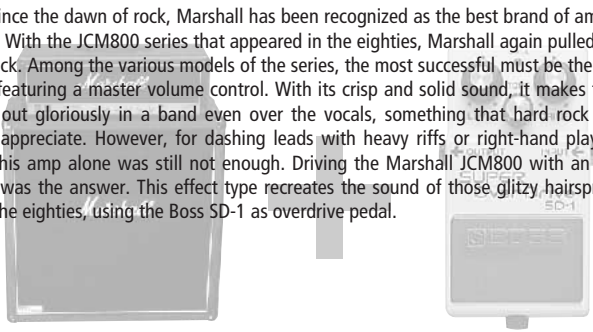 ince the dawn of rock, Marshall has been recognized as the best brand of am
. With the JCM800 series that appeared in the eighties, Marshall again pulled
ck. Among the various models of the series, the most successful must be the
featuring a master volume control. With its crisp and solid sound, it makes
out gloriously in a band even over the vocals, something that hard rock
appreciate. However, for dashing leads with heavy riffs or right-hand play
his amp alone was still not enough. Driving the Marshall JCM800 with an
was the answer. This effect type recreates the sound of those glitzy hairspr
he eighties, using the Boss SD-1 as overdrive pedal.
Marshall
Marshall
OUTPUT
INPUT
SUPER
OverDrive
SD-1
BOSS